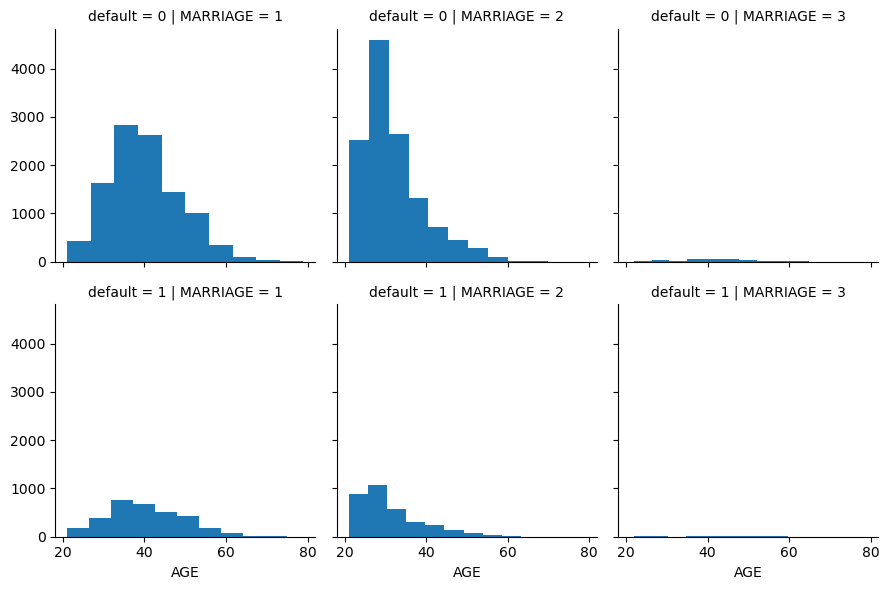 default = 0 | MARRIAGE = 1
default = 0 | MARRIAGE = 2
default = 0 | MARRIAGE = 3
4000
3000
2000
1000
0
default = 1 | MARRIAGE = 1
default = 1 | MARRIAGE = 2
default = 1 | MARRIAGE = 3
4000
3000
2000
1000
0
20 40 60 80
20 40 60 80
20 40 60 80
AGE
AGE
AGE